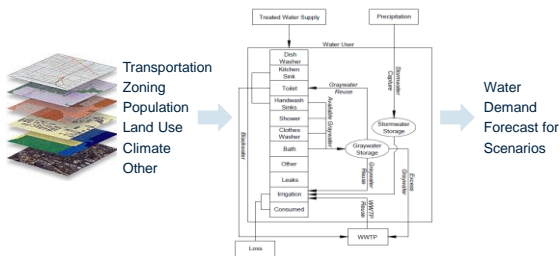 Transportation
Zoning
Population
Land Use
Climate
Other
Treated Water Supply
Precipitation
Water User
Dish
Washer
Kitchen
Sink
Toilet
Handwash
Sinks
Shower
Clothes
Washer
Bath
Other
Leaks
Irrigation
Consumed
Blackwater
Available Graywater
Graywater
Reuse
Stormwater
Capture
Stormwater
Storage
Graywater
Storage
Graywater
Reuse
Excess
Graywater
WWTP
Reuse
WWTP
Loss
Water
Demand
Forecast for
Scenarios